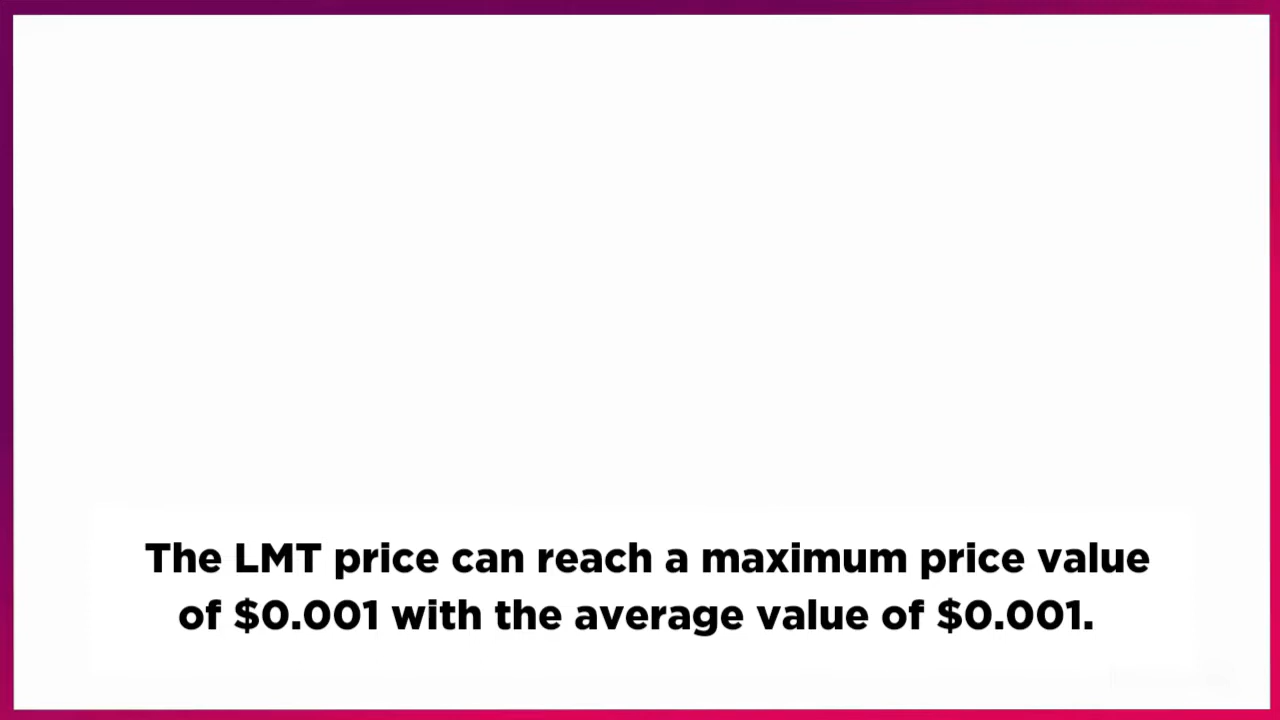 The LMT price can reach a maximum price value
of $0.001 with the average value of $0.001.